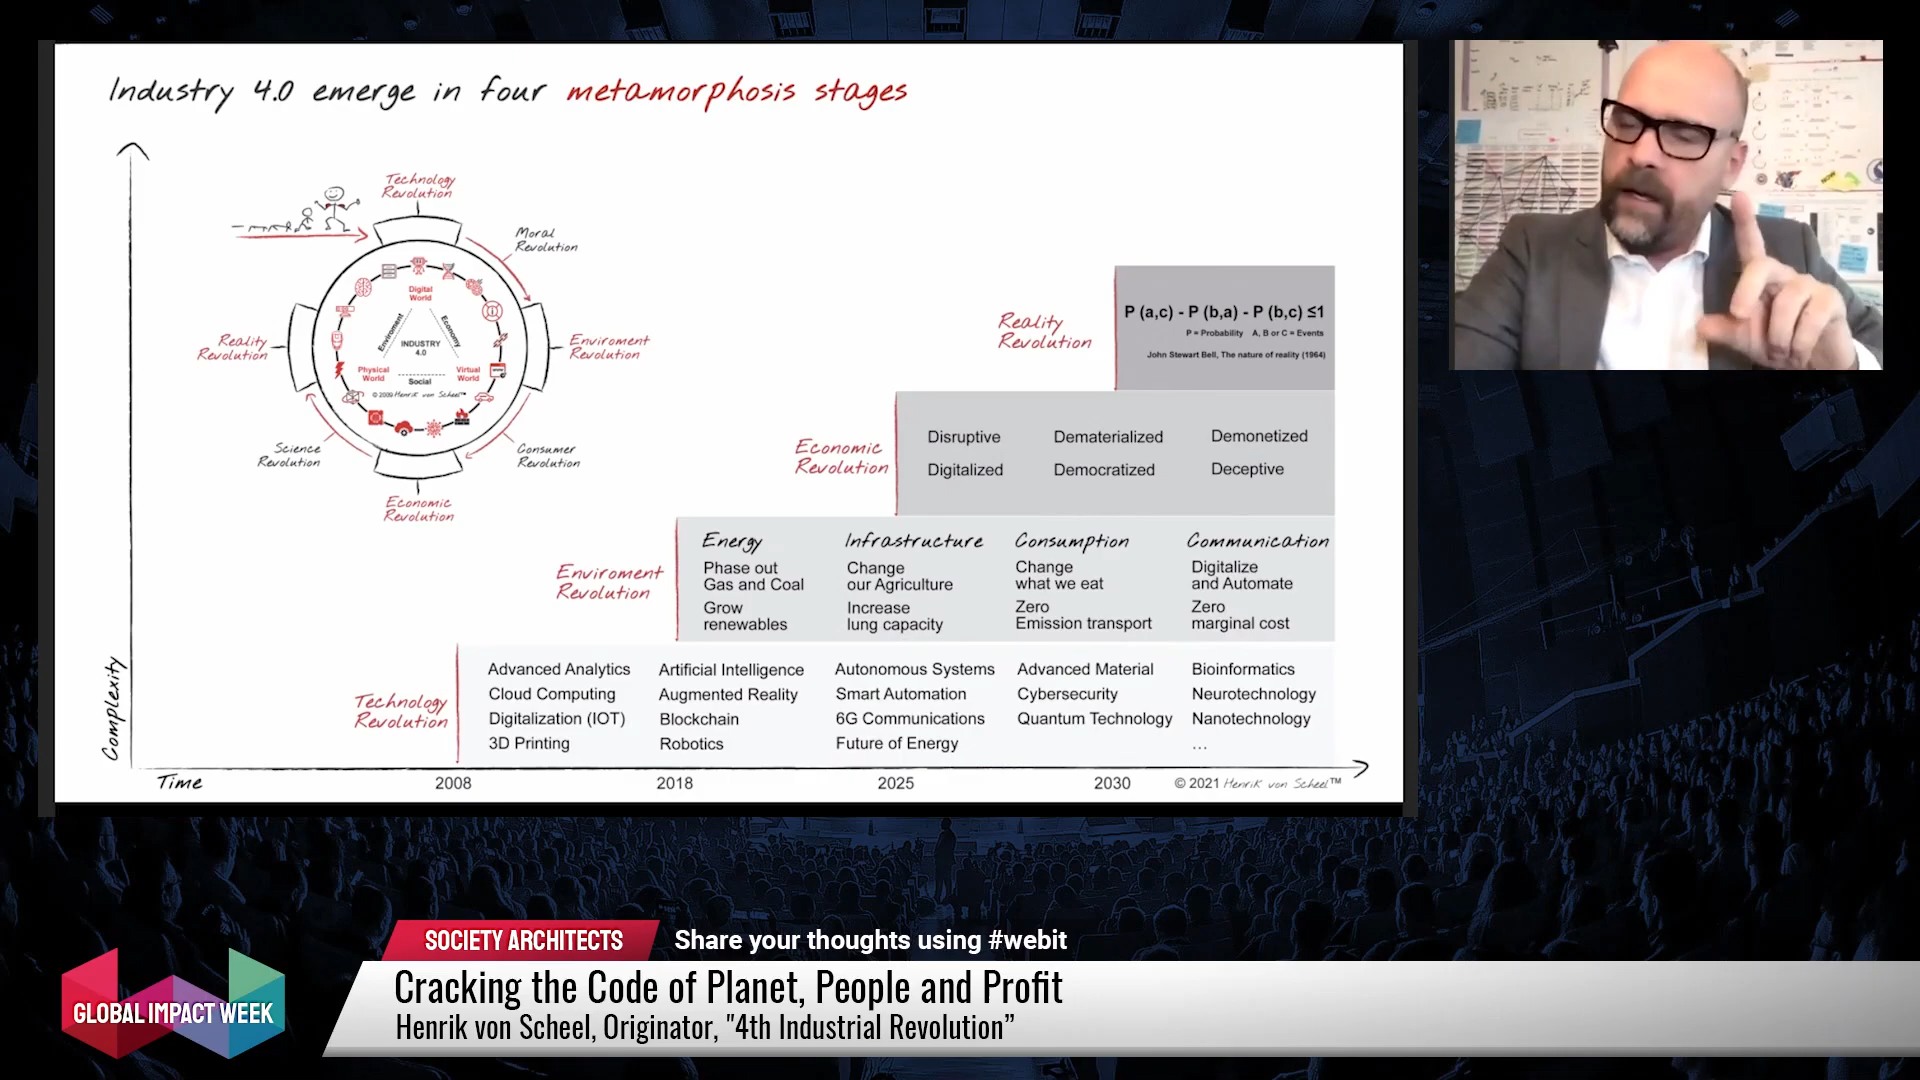 Industry 4.0 emerge in four metamorphosis stages
Technology
Revolution
Moral
Revolution
Enviroment
Revolution
Consumer
Revolution
Economic
Revolution
Science
Revolution
Reality
Revolution
Digital
World
Enviroment
Economy
INDUSTRY
4.0
Physical
World
Virtual
World
Social
© 2009 Henrik von Scheel™
Reality
Revolution
P (a,c) - P (b,a) - P (b,c) ≤1
P = Probability A, B or C = Events
John Stewart Bell, The nature of reality (1964)
Economic
Revolution
Disruptive Dematerialized Demonetized
Digitalized Democratized Deceptive
Enviroment
Revolution
Energy Infrastructure Consumption Communication
Phase out Change Change Digitalize
Gas and Coal our Agriculture what we eat and Automate
Grow Increase Zero Zero
renewables lung capacity Emission transport marginal cost
Technology
Revolution
Advanced Analytics Artificial Intelligence Autonomous Systems Advanced Material Bioinformatics
Cloud Computing Augmented Reality Smart Automation Cybersecurity Neurotechnology
Digitalization (IOT) Blockchain 6G Communications Quantum Technology Nanotechnology
3D Printing Robotics Future of Energy ...
Complexity
Time 2008 2018 2025 2030 © 2021 Henrik von Scheel™
SOCIETY ARCHITECTS Share your thoughts using #webit
Cracking the Code of Planet, People and Profit
Henrik von Scheel, Originator, "4th Industrial Revolution”
GLOBAL IMPACT WEEK